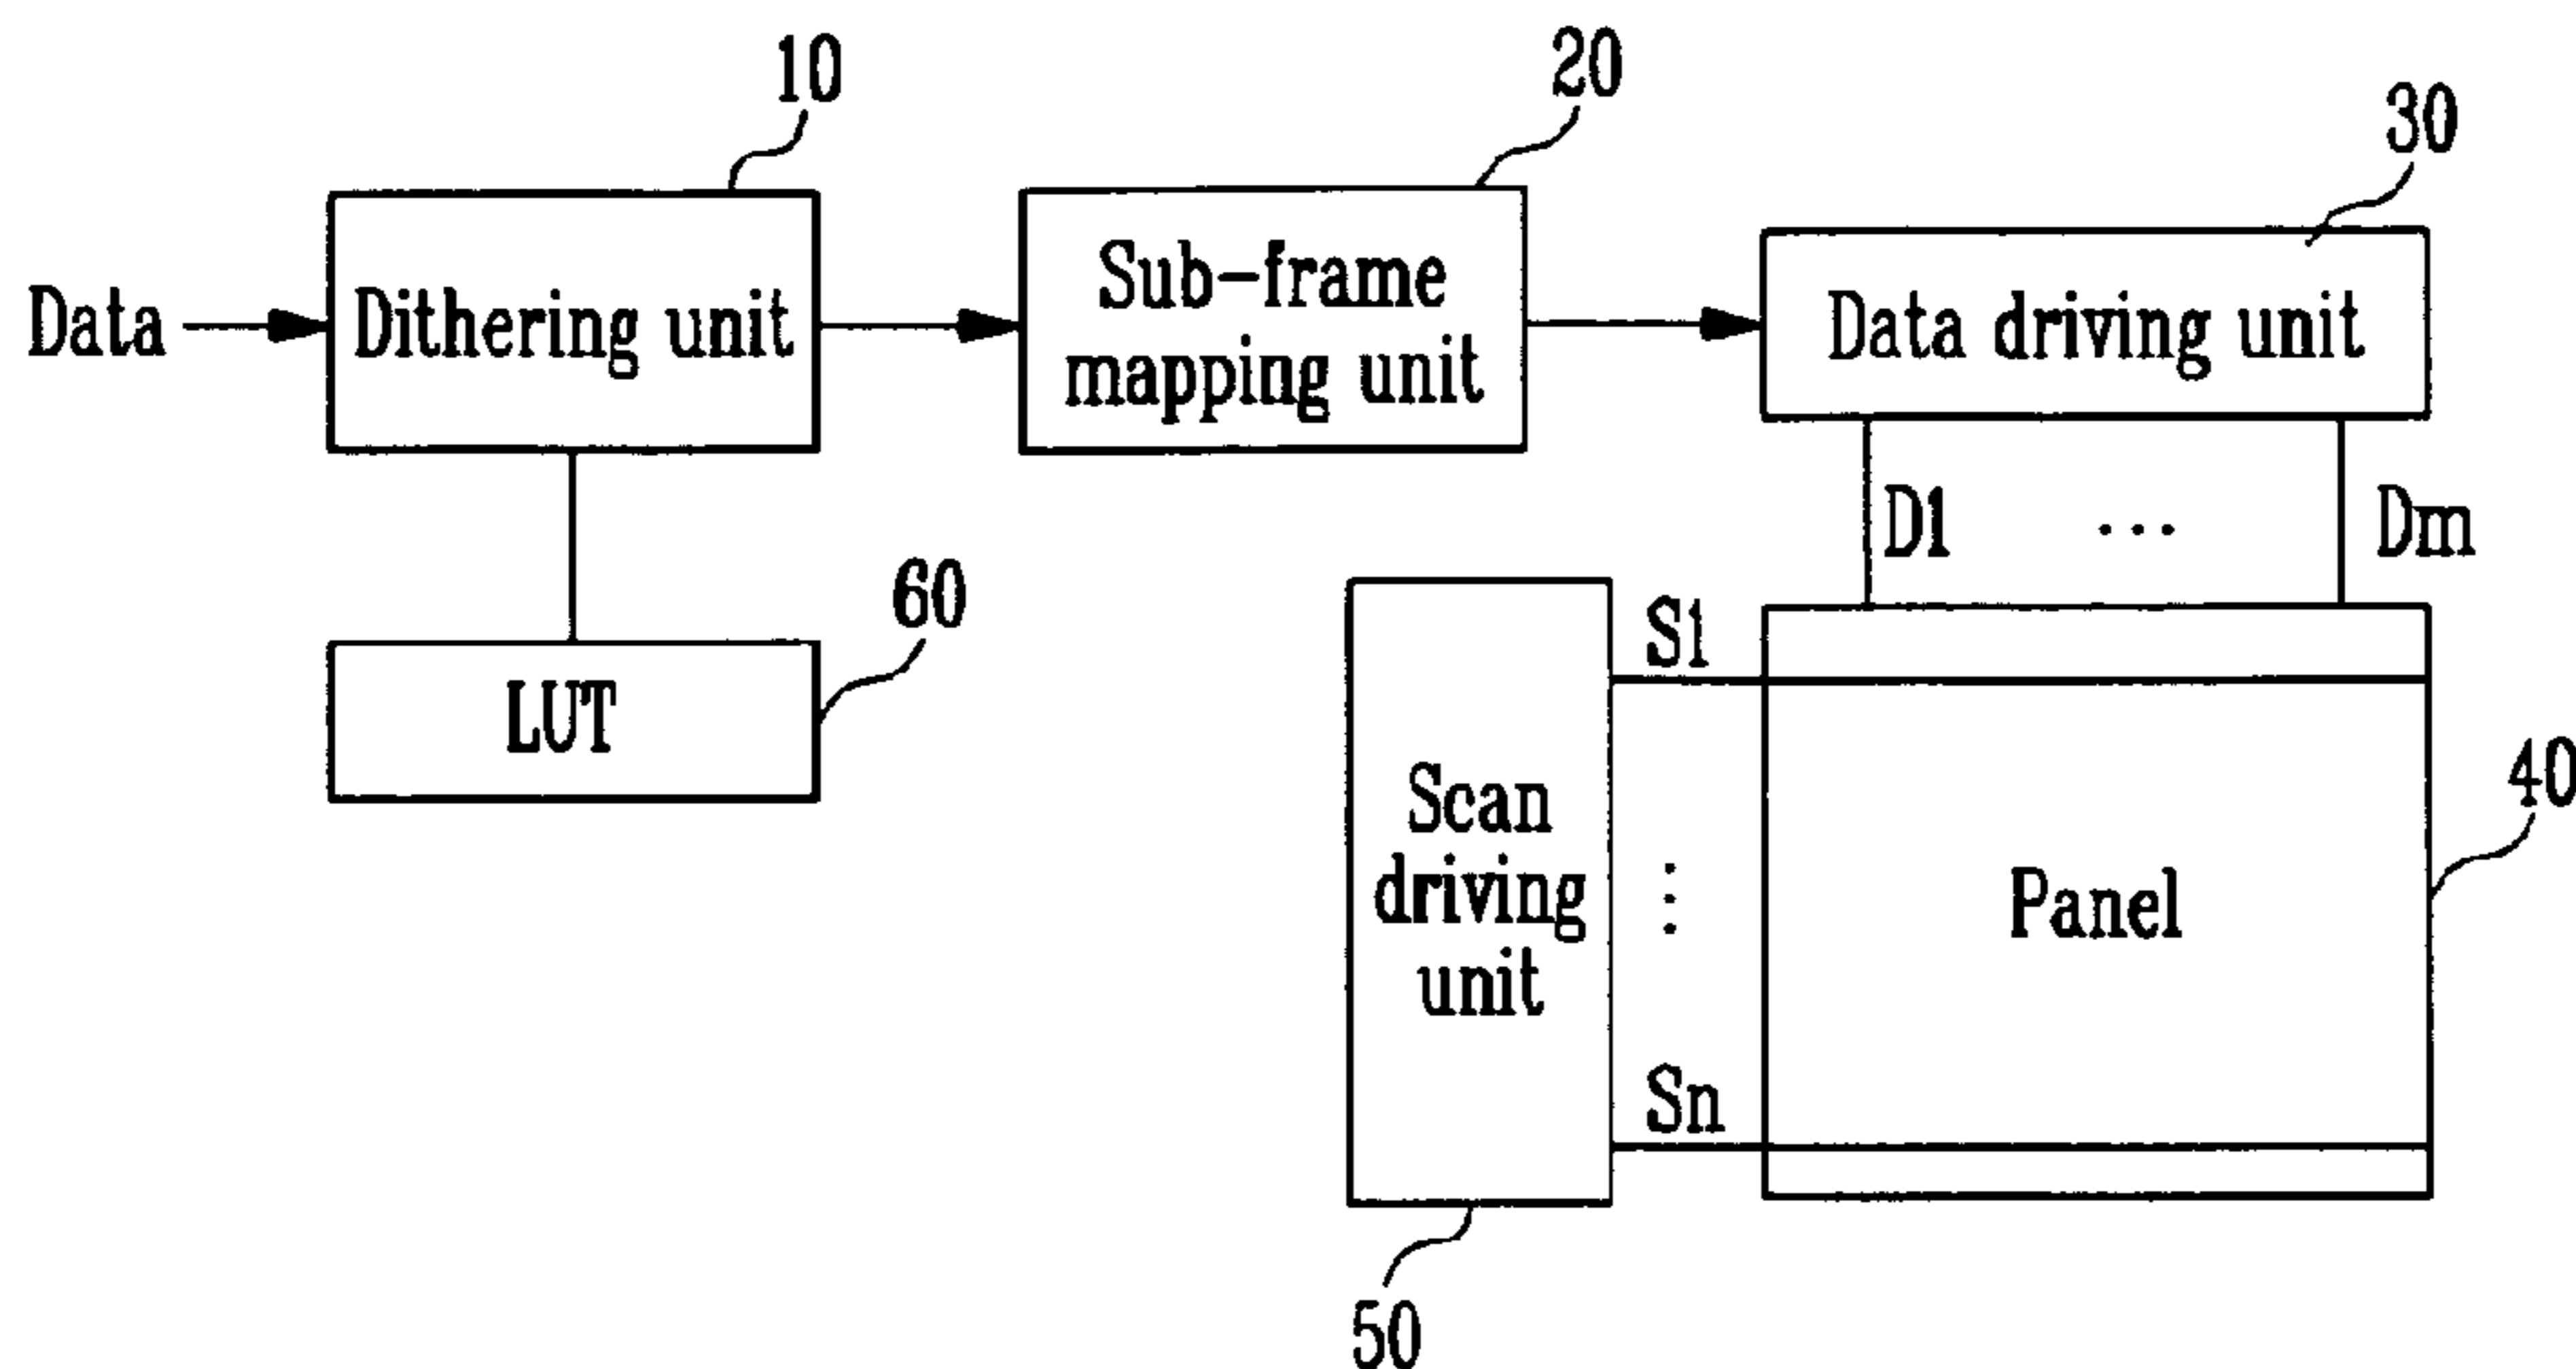 10
20
30
Data
Dithering unit
Sub-frame
mapping unit
Data driving unit
D1
...
Dm
60
LUT
S1
Scan
driving
unit
Panel
40
Sn
50